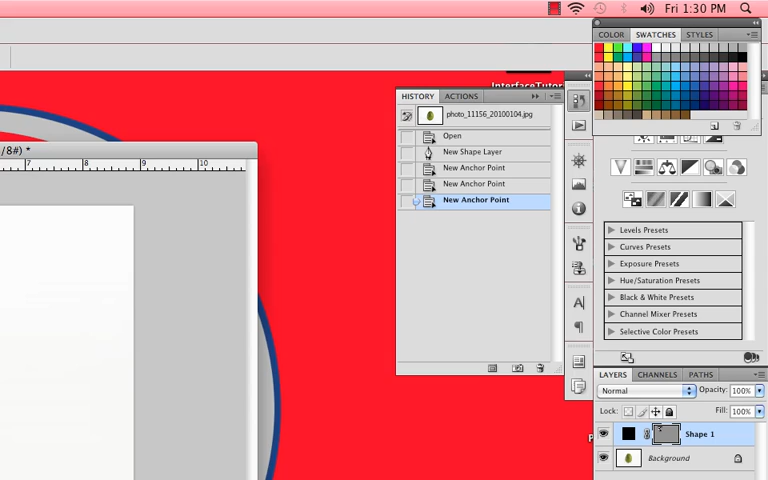 Fri 1:30 PM
COLOR SWATCHES STYLES
InterfaceTutor
HISTORY ACTIONS
photo_11156_20100104.jpg
Open
New Shape Layer
New Anchor Point
New Anchor Point
New Anchor Point
/8#) *
7 8 9 10
Levels Presets
Curves Presets
Exposure Presets
Hue/Saturation Presets
Black & White Presets
Channel Mixer Presets
Selective Color Presets
LAYERS CHANNELS PATHS
Normal Opacity: 100%
Lock: Fill: 100%
Shape 1
Background